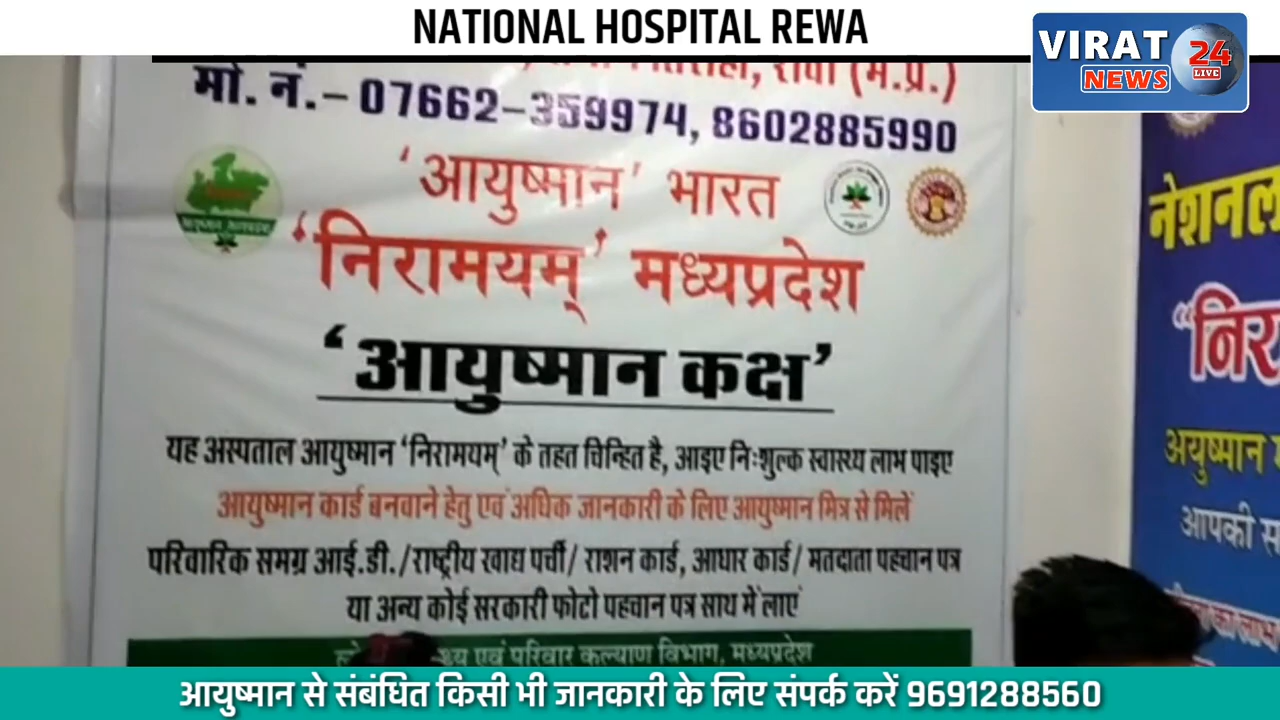 NATIONAL HOSPITAL REWA
VIRAT 24
NEWS LIVE
रीवा (म.प्र.)
मो. नं.– 07662-359974, 8602885990
'आयुष्मान' भारत
'निरामयम्' मध्यप्रदेश
'आयुष्मान कक्ष'
यह अस्पताल आयुष्मान 'निरामयम्' के तहत चिन्हित है, आइए निःशुल्क स्वास्थ्य लाभ पाइए
आयुष्मान कार्ड बनवाने हेतु एवं अधिक जानकारी के लिए आयुष्मान मित्र से मिलें
परिवारिक समग्र आई.डी./राष्ट्रीय खाद्य पर्ची/ राशन कार्ड, आधार कार्ड/ मतदाता पहचान पत्र
या अन्य कोई सरकारी फोटो पहचान पत्र साथ में लाएं
एवं परिवार कल्याण विभाग, मध्यप्रदेश
नेशनल
"निर
अयुष्मान
आपकी
का लाभ
आयुष्मान से संबंधित किसी भी जानकारी के लिए संपर्क करें 9691288560